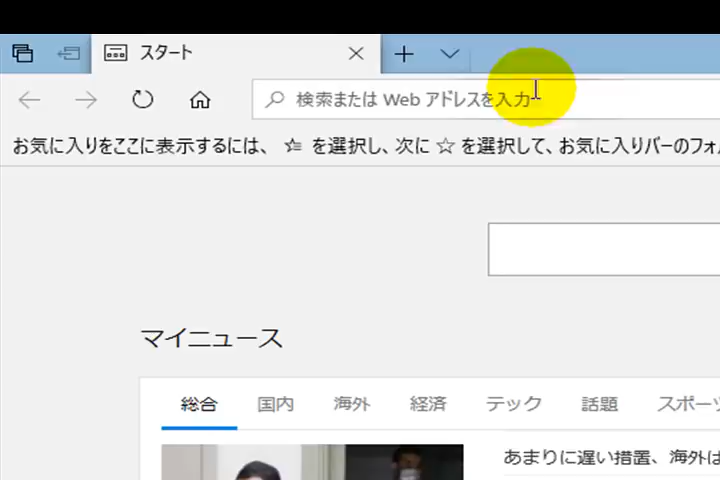 スタート
検索または Web アドレスを入力
お気に入りをここに表示するには、 を選択し、次に ☆ を選択して、お気に入りバーのフォ
マイニュース
総合 国内 海外 経済 テック 話題 スポーツ
あまりに遅い措置、海外は